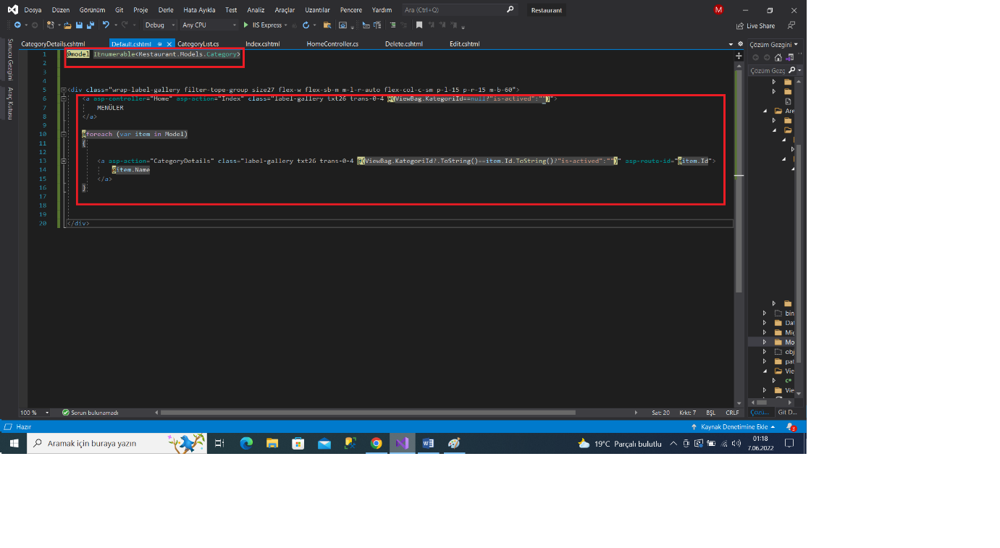 Dosya Düzen Görünüm Git Proje Derle Hata Ayıkla Test Analiz Araçlar Uzantılar Pencere Yardım Ara (Ctrl+Q) Restaurant M
Debug Any CPU IIS Express Live Share
CategoryDetails.cshtml Default.cshtml CategoryList.cs Index.cshtml HomeController.cs Delete.cshtml Edit.cshtml
Sunucu Gezgini
Araç Kutusu
1 @model IEnumerable<Restaurant.Models.Category>
2
3
4
5 <div class="wrap-label-gallery filter-tope-group size27 flex-w flex-sb-m m-l-r-auto flex-col-c-sm p-l-15 p-r-15 m-b-60">
6 <a asp-controller="Home" asp-action="Index" class="label-gallery txt26 trans-0-4 @(ViewBag.KategoriId==null?"is-actived":"")">
7 MENÜLER
8 </a>
9
10 @foreach (var item in Model)
11 {
12
13 <a asp-action="CategoryDetails" class="label-gallery txt26 trans-0-4 @(ViewBag.KategoriId?.ToString()==item.Id.ToString()?"is-actived":"")" asp-route-id="@item.Id">
14 @item.Name
15 </a>
16 }
17
18
19
20 </div>
Çözüm Gezgini
Çözüm Gezg
Are
bin
Dat
Mig
Mo
obj
pat
Vie
c#
Vie
100 % Sorun bulunamadı Sat: 20 Krkt: 7 BŞL CRLF
Çözü... Git D...
Hazır Kaynak Denetimine Ekle 2
Aramak için buraya yazın 19°C Parçalı bulutlu 01:18
7.06.2022